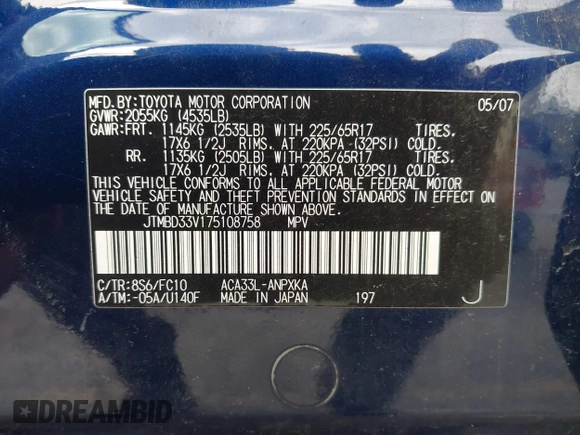 MFD. BY: TOYOTA MOTOR CORPORATION 05/07
GVWR: 2055KG (4535LB)
GAWR: FRT. 1145KG (2535LB) WITH 225/65R17 TIRES.
17X6 1/2J RIMS. AT 220KPA (32PSI) COLD.
RR. 1135KG (2505LB) WITH 225/65R17 TIRES.
17X6 1/2J RIMS. AT 220KPA (32PSI) COLD.
THIS VEHICLE CONFORMS TO ALL APPLICABLE FEDERAL MOTOR
VEHICLE SAFETY AND THEFT PREVENTION STANDARDS IN EFFECT ON
THE DATE OF MANUFACTURE SHOWN ABOVE.
JTMBD33V175108758 MPV
C/TR: 8S6/FC10 ACA33L-ANPXKA
A/TM: -05A/U140F MADE IN JAPAN 197 J
DREAMBID